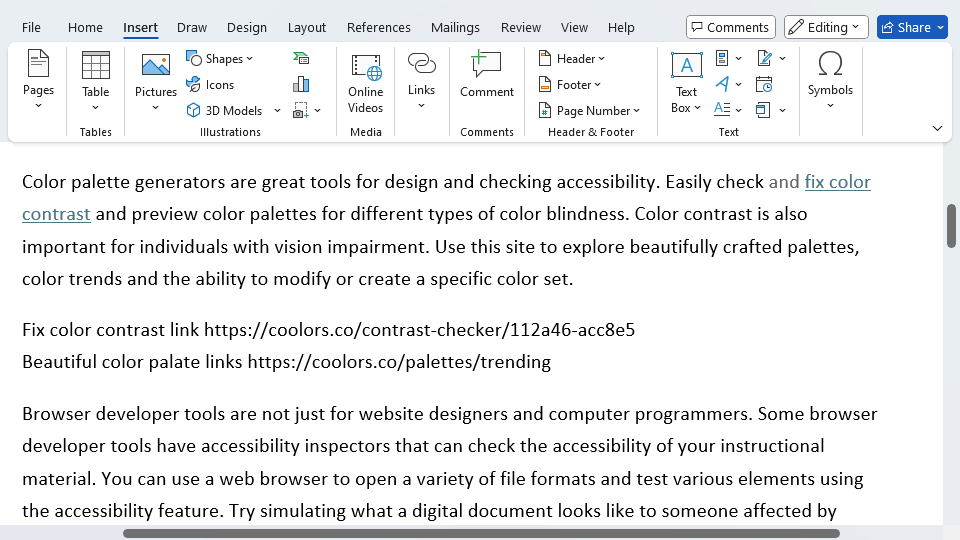 File Home Insert Draw Design Layout References Mailings Review View Help Comments Editing Share
Pages
Table
Tables
Pictures
Shapes
Icons
3D Models
Illustrations
Online Videos
Media
Links
Comment
Comments
Header
Footer
Page Number
Header & Footer
Text Box
Text
Symbols
Color palette generators are great tools for design and checking accessibility. Easily check and fix color
contrast and preview color palettes for different types of color blindness. Color contrast is also
important for individuals with vision impairment. Use this site to explore beautifully crafted palettes,
color trends and the ability to modify or create a specific color set.
Fix color contrast link https://coolors.co/contrast-checker/112a46-acc8e5
Beautiful color palate links https://coolors.co/palettes/trending
Browser developer tools are not just for website designers and computer programmers. Some browser
developer tools have accessibility inspectors that can check the accessibility of your instructional
material. You can use a web browser to open a variety of file formats and test various elements using
the accessibility feature. Try simulating what a digital document looks like to someone affected by